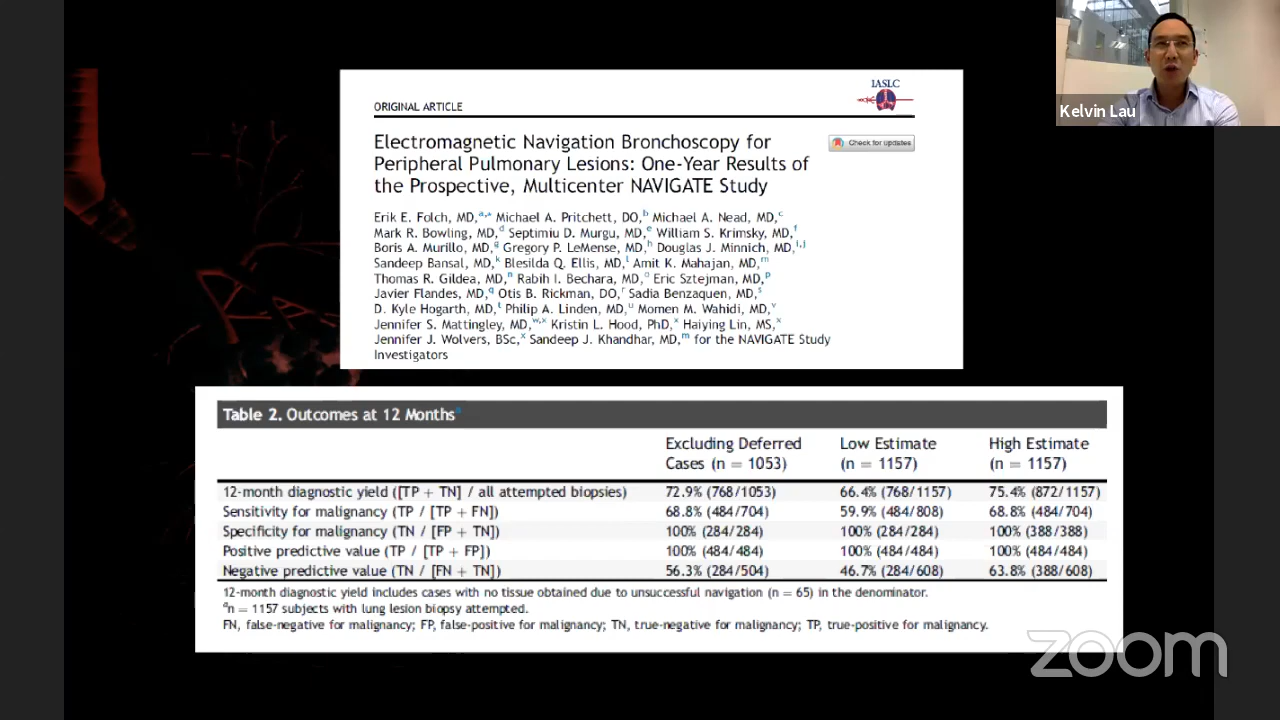 Kelvin Lau
IASLC
ORIGINAL ARTICLE
Check for updates
Electromagnetic Navigation Bronchoscopy for
Peripheral Pulmonary Lesions: One-Year Results of
the Prospective, Multicenter NAVIGATE Study
Erik E. Folch, MD,a,* Michael A. Pritchett, DO,b Michael A. Nead, MD,c
Mark R. Bowling, MD,d Septimiu D. Murgu, MD,e William S. Krimsky, MD,f
Boris A. Murillo, MD,g Gregory P. LeMense, MD,h Douglas J. Minnich, MD,i,j
Sandeep Bansal, MD,k Blesilda Q. Ellis, MD,l Amit K. Mahajan, MD,m
Thomas R. Gildea, MD,n Rabih I. Bechara, MD,o Eric Sztejman, MD,p
Javier Flandes, MD,q Otis B. Rickman, DO,r Sadia Benzaquen, MD,s
D. Kyle Hogarth, MD,t Philip A. Linden, MD,u Momen M. Wahidi, MD,v
Jennifer S. Mattingley, MD,w,x Kristin L. Hood, PhD,x Haiying Lin, MS,x
Jennifer J. Wolvers, BSc,x Sandeep J. Khandhar, MD,m for the NAVIGATE Study
Investigators
Table 2. Outcomes at 12 Monthsa
Excluding Deferred Low Estimate High Estimate
Cases (n = 1053) (n = 1157) (n = 1157)
12-month diagnostic yield ([TP + TN] / all attempted biopsies) 72.9% (768/1053) 66.4% (768/1157) 75.4% (872/1157)
Sensitivity for malignancy (TP / [TP + FN]) 68.8% (484/704) 59.9% (484/808) 68.8% (484/704)
Specificity for malignancy (TN / [FP + TN]) 100% (284/284) 100% (284/284) 100% (388/388)
Positive predictive value (TP / [TP + FP]) 100% (484/484) 100% (484/484) 100% (484/484)
Negative predictive value (TN / [FN + TN]) 56.3% (284/504) 46.7% (284/608) 63.8% (388/608)
12-month diagnostic yield includes cases with no tissue obtained due to unsuccessful navigation (n = 65) in the denominator.
an = 1157 subjects with lung lesion biopsy attempted.
FN, false-negative for malignancy; FP, false-positive for malignancy; TN, true-negative for malignancy; TP, true-positive for malignancy.
zoom